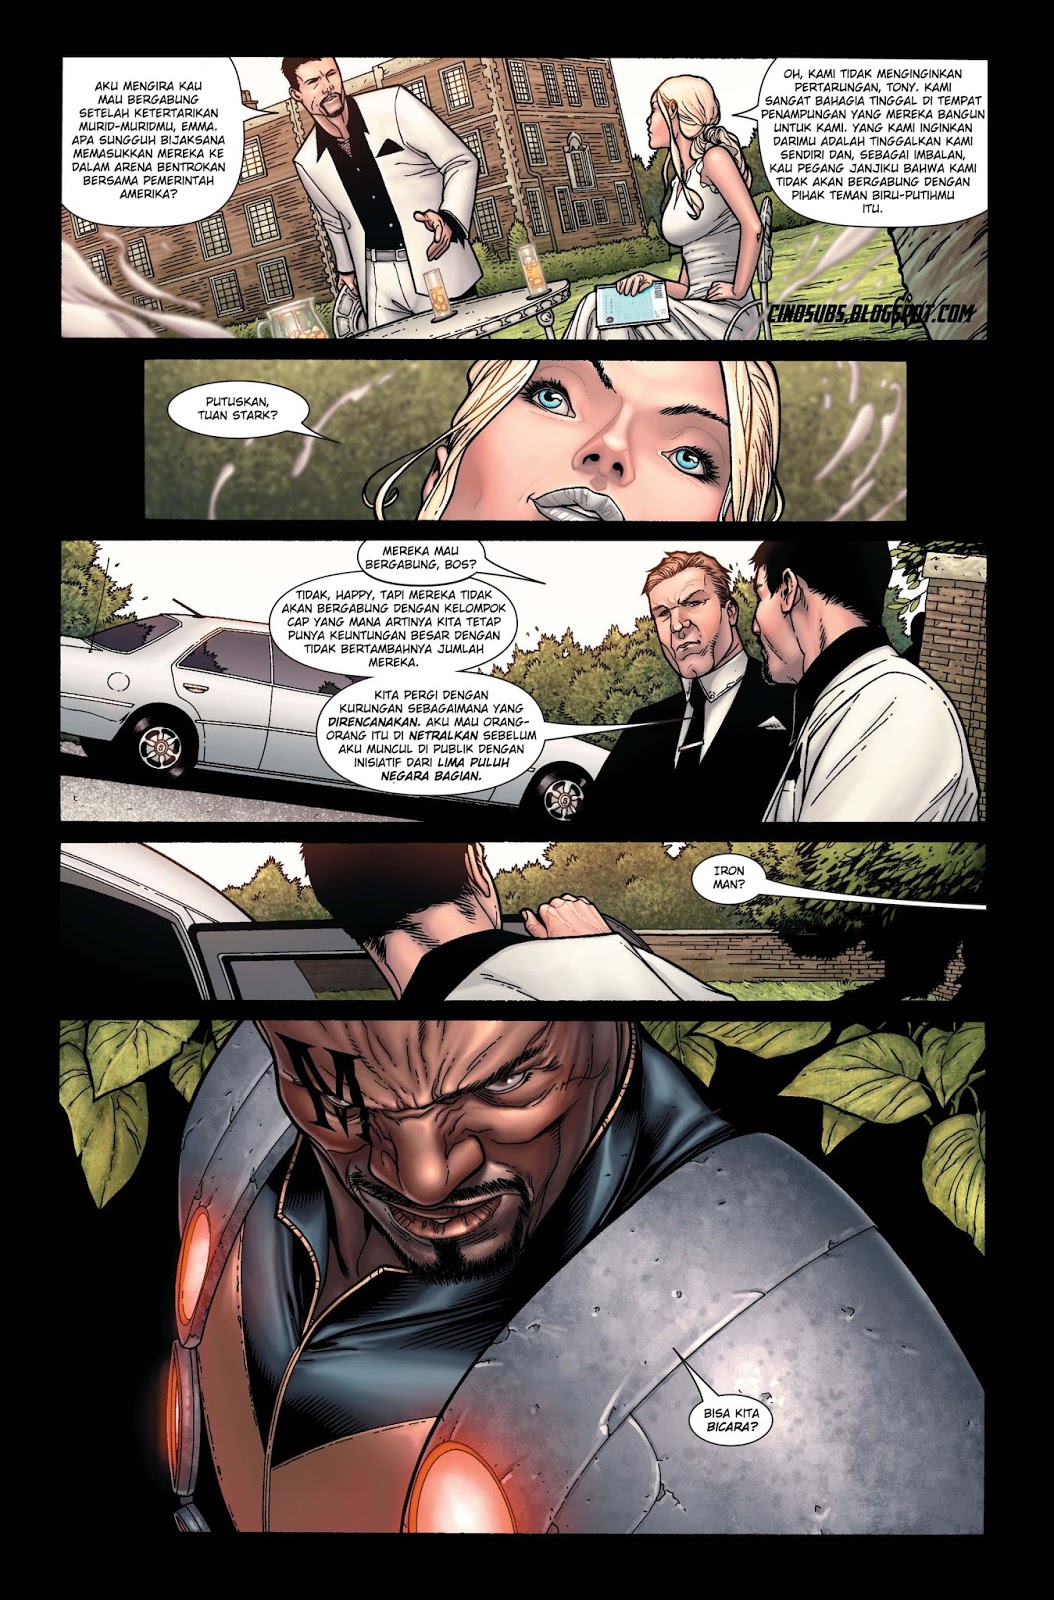 AKU MENGIRA KAU
MAU BERGABUNG
SETELAH KETERTARIKAN
MURID-MURIDMU, EMMA.
APA SUNGGUH BIJAKSANA
MEMASUKKAN MEREKA KE
DALAM ARENA BENTROKAN
BERSAMA PEMERINTAH
AMERIKA?
OH, KAMI TIDAK MENGINGINKAN
PERTARUNGAN, TONY. KAMI
SANGAT BAHAGIA TINGGAL DI TEMPAT
PENAMPUNGAN YANG MEREKA BANGUN
UNTUK KAMI. YANG KAMI INGINKAN
DARIMU ADALAH TINGGALKAN KAMI
SENDIRI DAN, SEBAGAI IMBALAN,
KAU PEGANG JANJIKU BAHWA KAMI
TIDAK AKAN BERGABUNG DENGAN
PIHAK TEMAN BIRU-PUTIHMU
ITU.
CINOSUBS.BLOGSPOT.COM
PUTUSKAN,
TUAN STARK?
MEREKA MAU
BERGABUNG, BOS?
TIDAK, HAPPY, TAPI MEREKA TIDAK
AKAN BERGABUNG DENGAN KELOMPOK
CAP YANG MANA ARTINYA KITA TETAP
PUNYA KEUNTUNGAN BESAR DENGAN
TIDAK BERTAMBAHNYA JUMLAH
MEREKA.
KITA PERGI DENGAN
KURUNGAN SEBAGAIMANA YANG
DIRENCANAKAN. AKU MAU ORANG-
ORANG ITU DI NETRALKAN SEBELUM
AKU MUNCUL DI PUBLIK DENGAN
INISIATIF DARI LIMA PULUH
NEGARA BAGIAN.
IRON
MAN?
M
BISA KITA
BICARA?